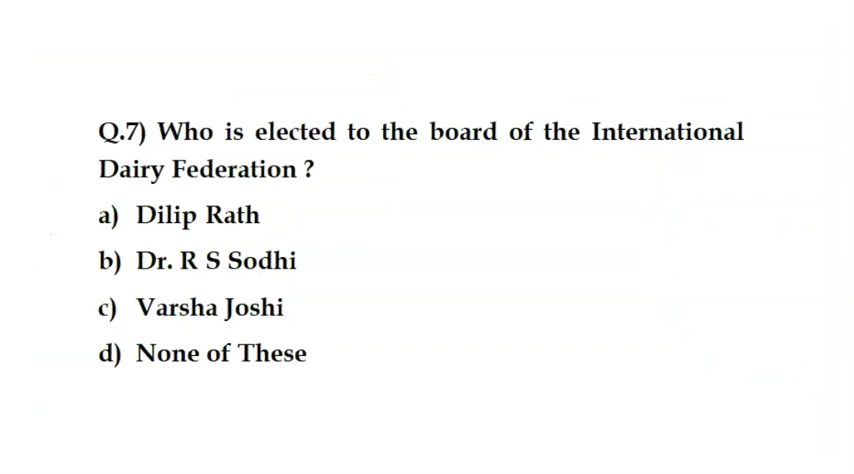 Q.7) Who is elected to the board of the International
Dairy Federation ?
a) Dilip Rath
b) Dr. R S Sodhi
c) Varsha Joshi
d) None of These